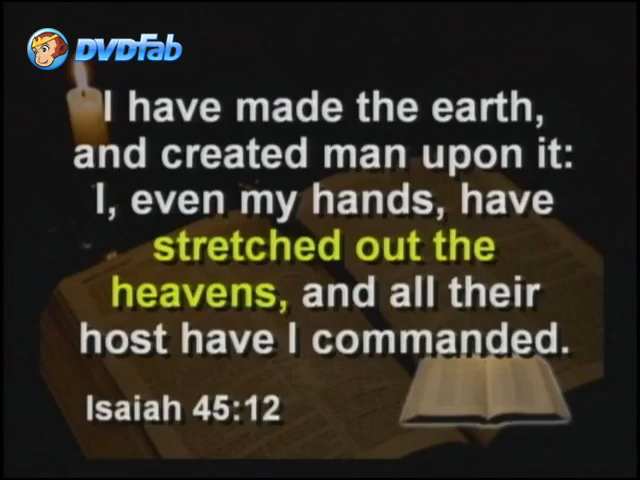 DVDFab
I have made the earth,
and created man upon it:
I, even my hands, have
stretched out the
heavens, and all their
host have I commanded.
Isaiah 45:12